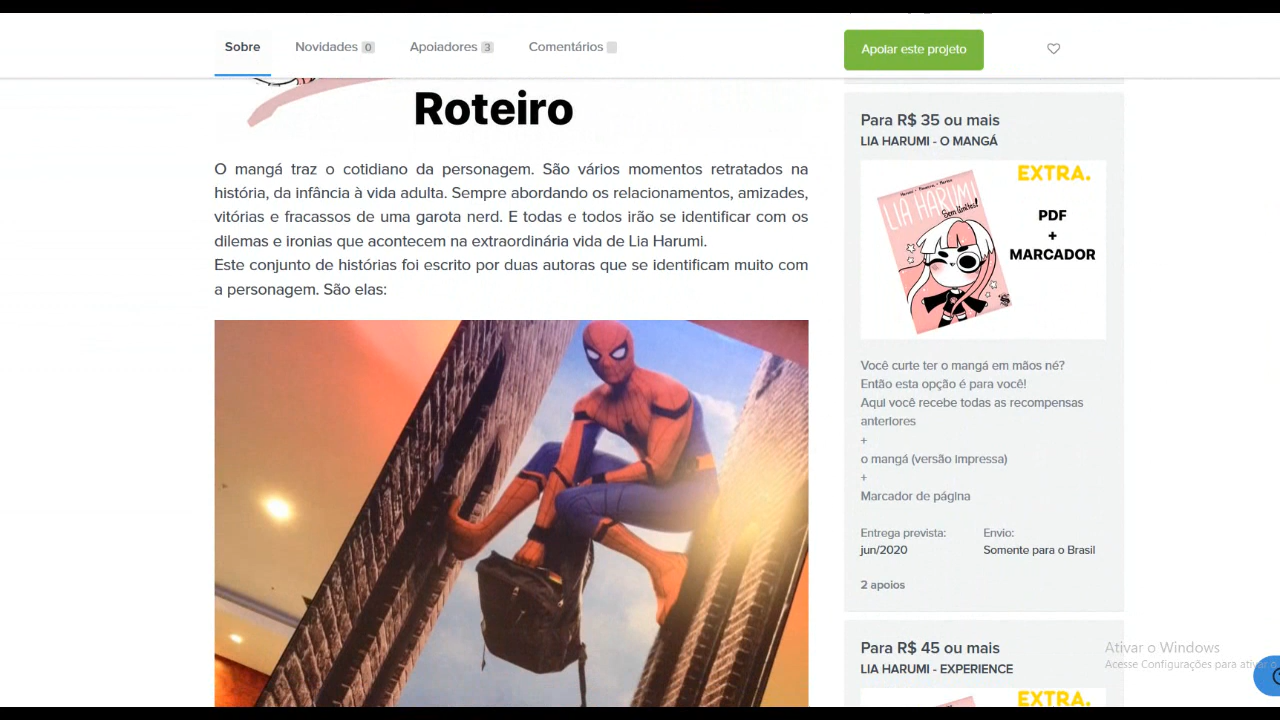 Sobre
Novidades 0
Apoiadores 3
Comentários
Apoiar este projeto
Roteiro
O mangá traz o cotidiano da personagem. São vários momentos retratados na
história, da infância à vida adulta. Sempre abordando os relacionamentos, amizades,
vitórias e fracassos de uma garota nerd. E todas e todos irão se identificar com os
dilemas e ironias que acontecem na extraordinária vida de Lia Harumi.
Este conjunto de histórias foi escrito por duas autoras que se identificam muito com
a personagem. São elas:
Para R$ 35 ou mais
LIA HARUMI - O MANGÁ
LIA HARUMI
Sem limites!
EXTRA.
PDF
+
MARCADOR
Você curte ter o mangá em mãos né?
Então esta opção é para você!
Aqui você recebe todas as recompensas
anteriores
+
o mangá (versão impressa)
+
Marcador de página
Entrega prevista:
jun/2020
Envio:
Somente para o Brasil
2 apoios
Para R$ 45 ou mais
LIA HARUMI - EXPERIENCE
EXTRA.
Ativar o Windows
Acesse Configurações para ativar o